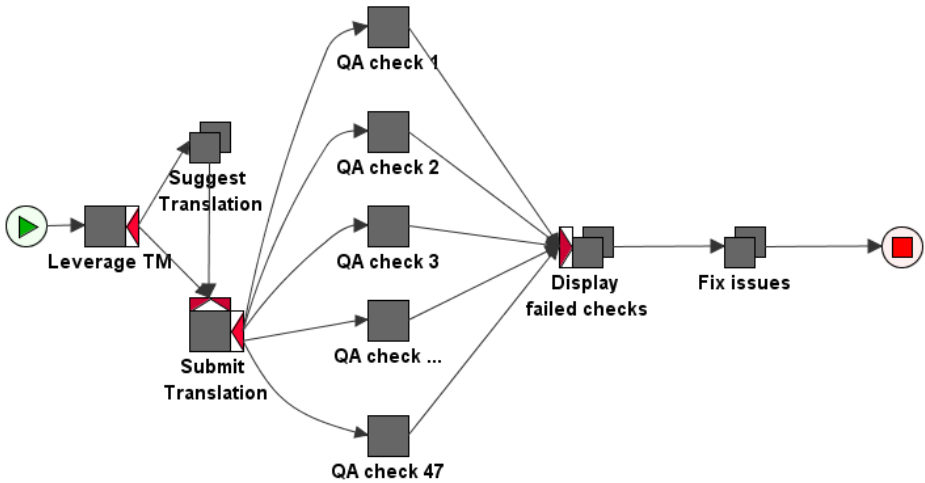 QA check 1
QA check 2
Suggest
Translation
Leverage TM
QA check 3
Display
failed checks
Fix issues
QA check ...
Submit
Translation
QA check 47